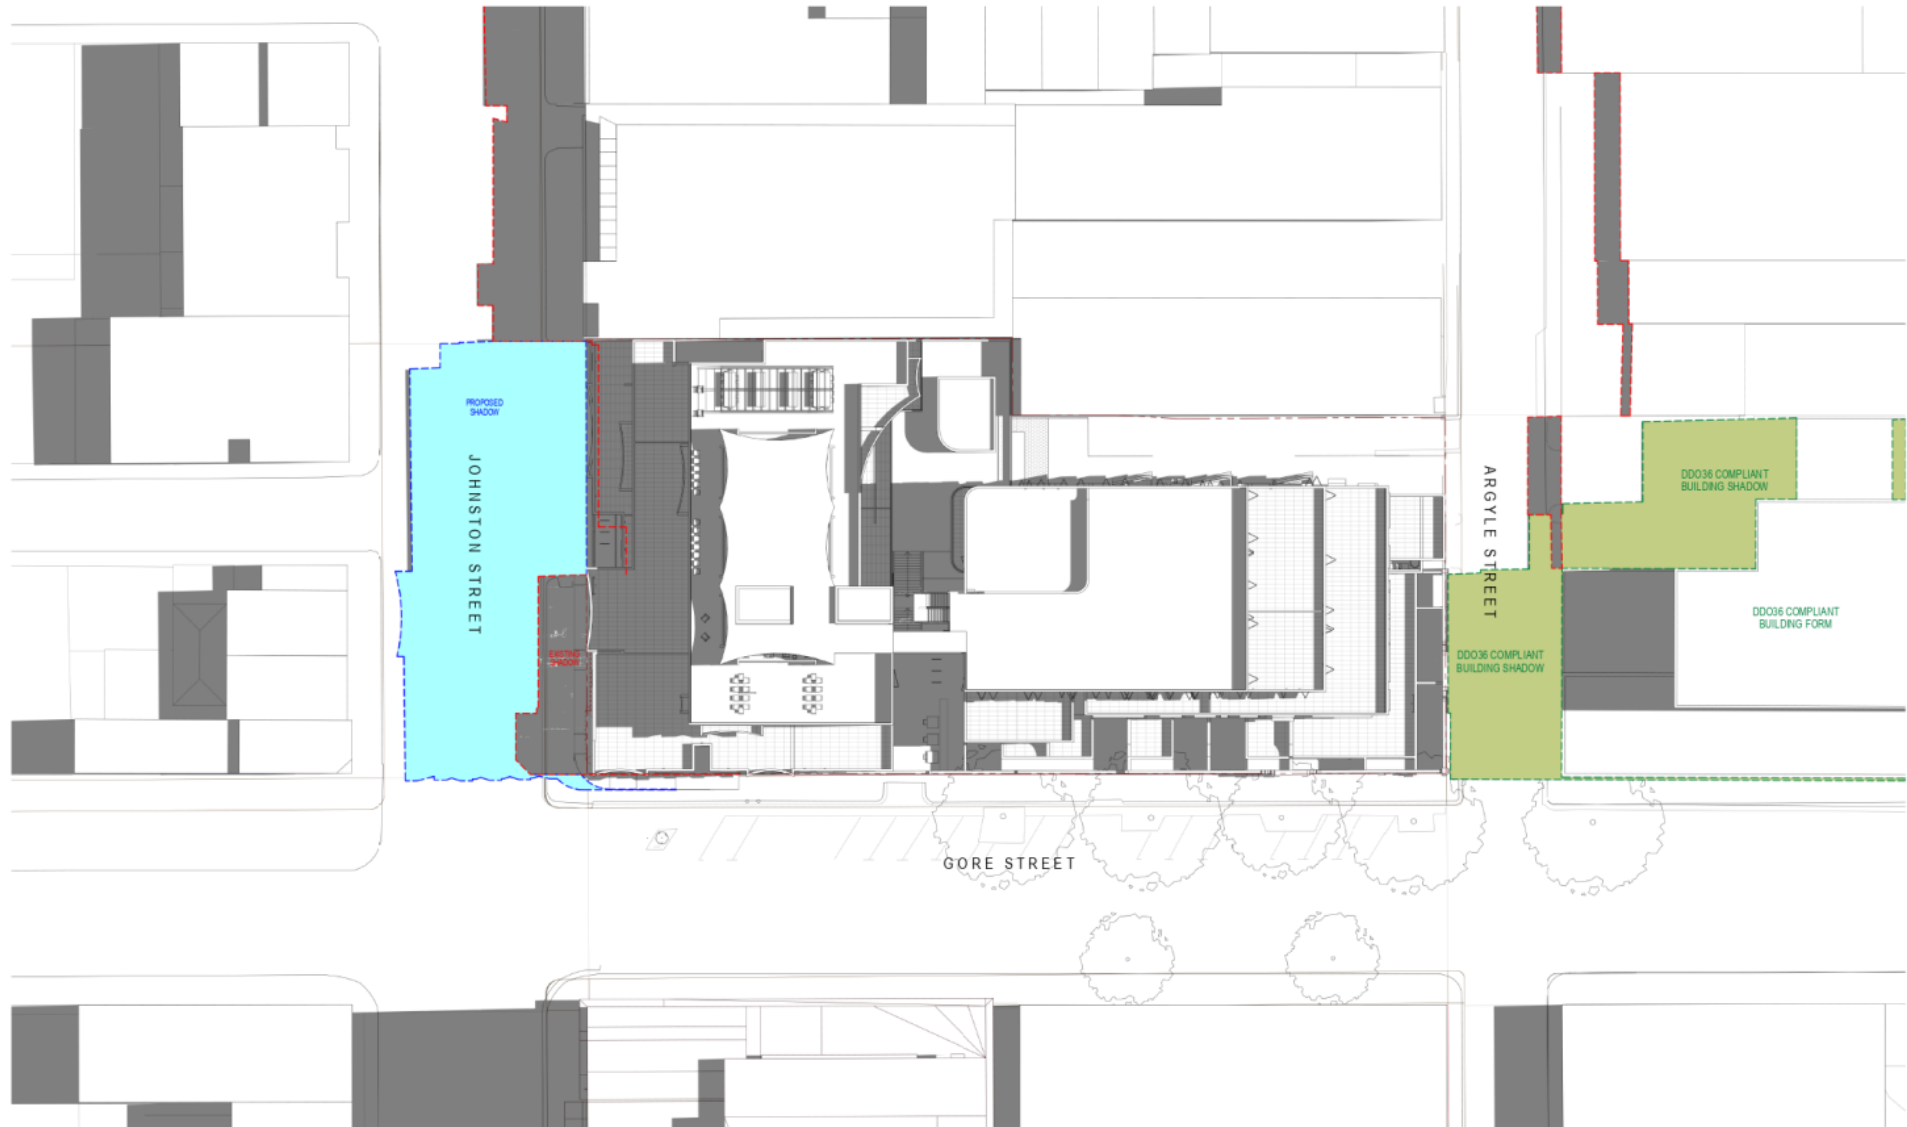 PROPOSED
SHADOW
JOHNSTON STREET
EXISTING
SHADOW
ARGYLE STREET
DDO36 COMPLIANT
BUILDING SHADOW
DDO36 COMPLIANT
BUILDING FORM
DDO36 COMPLIANT
BUILDING SHADOW
GORE STREET